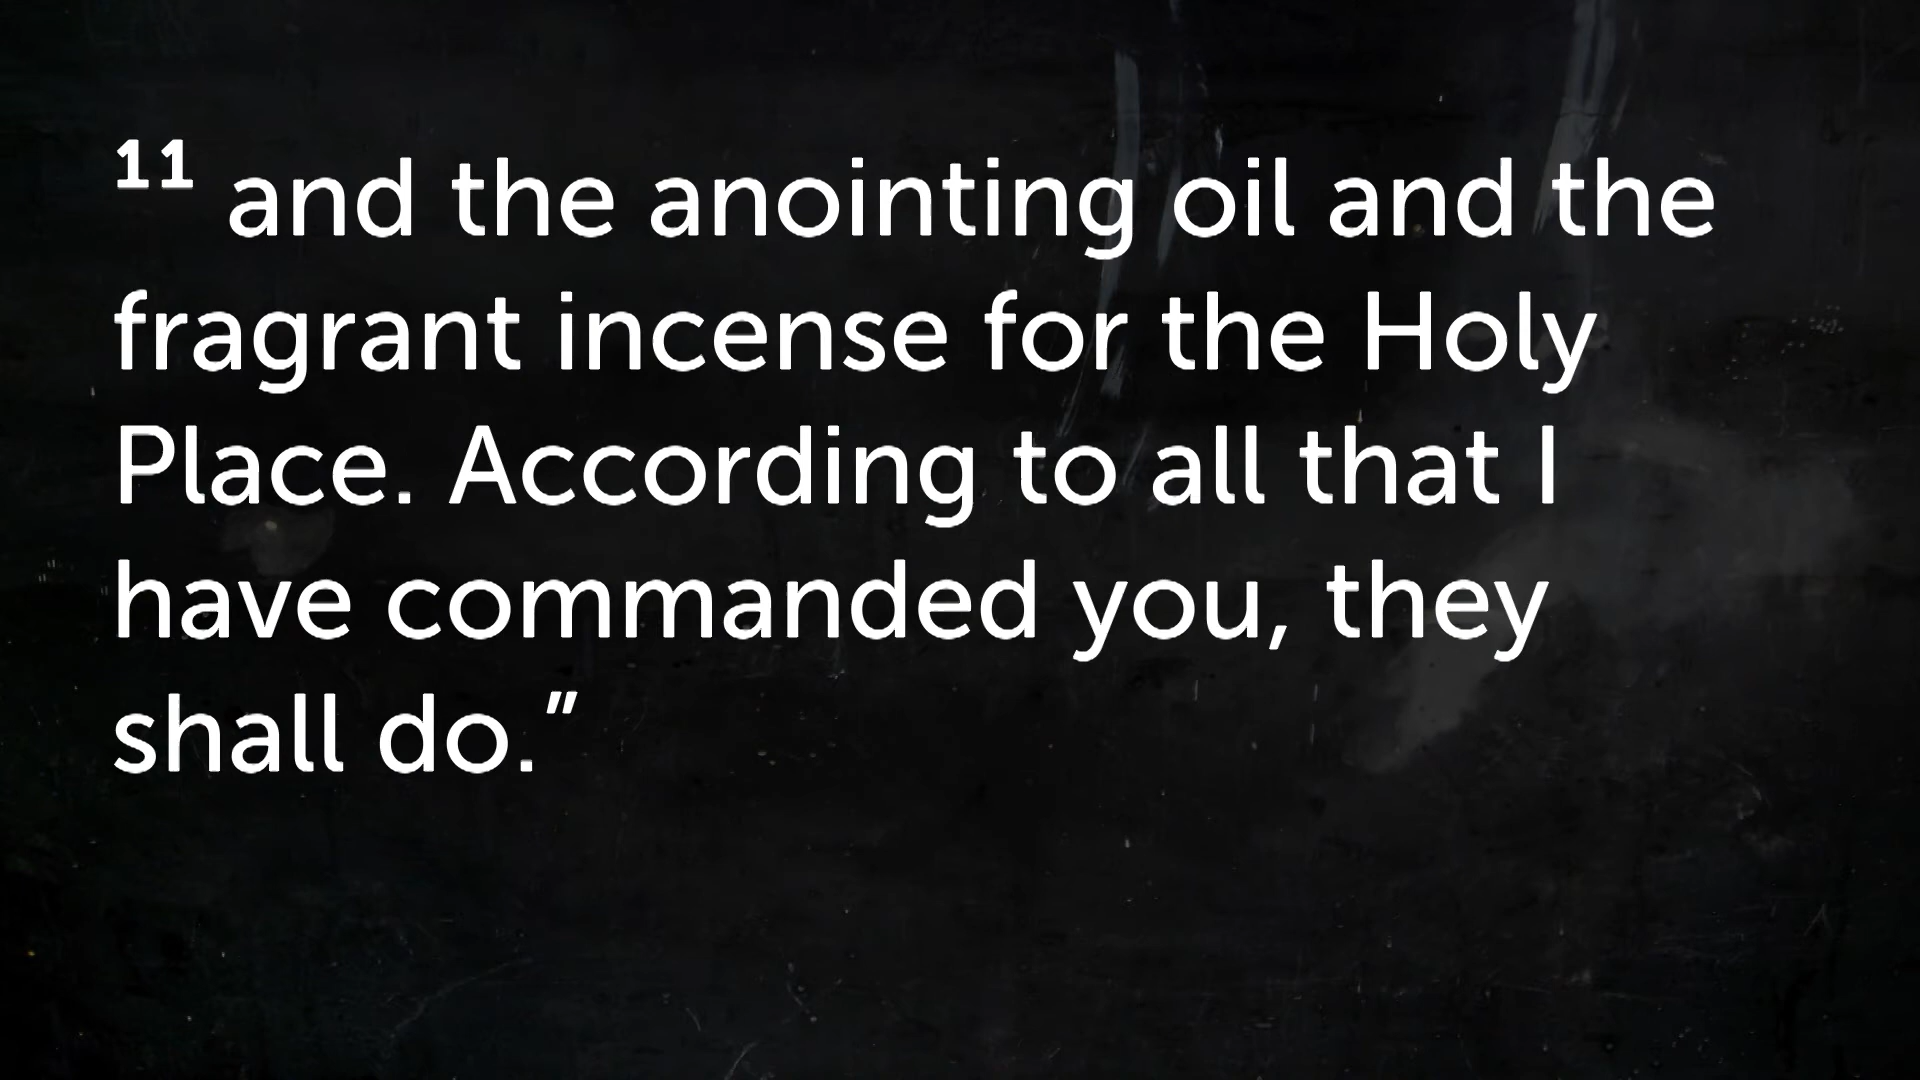 11 and the anointing oil and the
fragrant incense for the Holy
Place. According to all that I
have commanded you, they
shall do.”